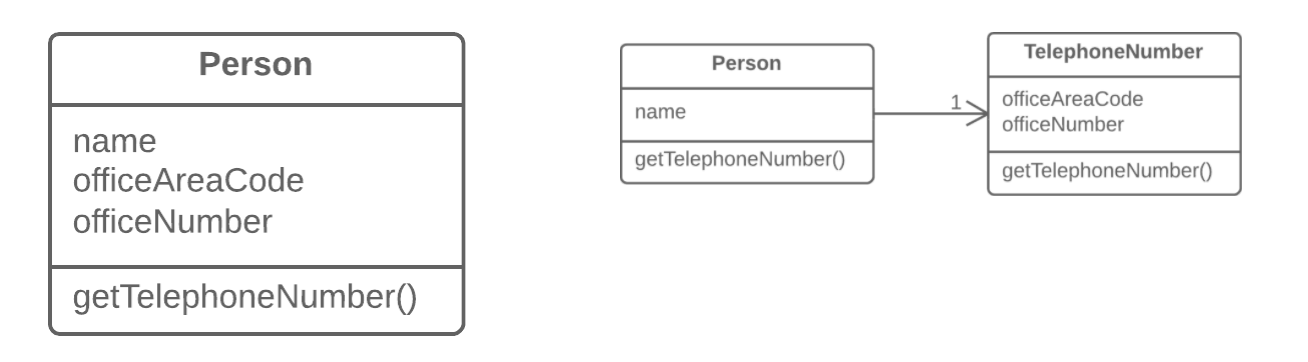 Person
name
officeAreaCode
officeNumber
getTelephoneNumber()
Person
name
getTelephoneNumber()
1
TelephoneNumber
officeAreaCode
officeNumber
getTelephoneNumber()